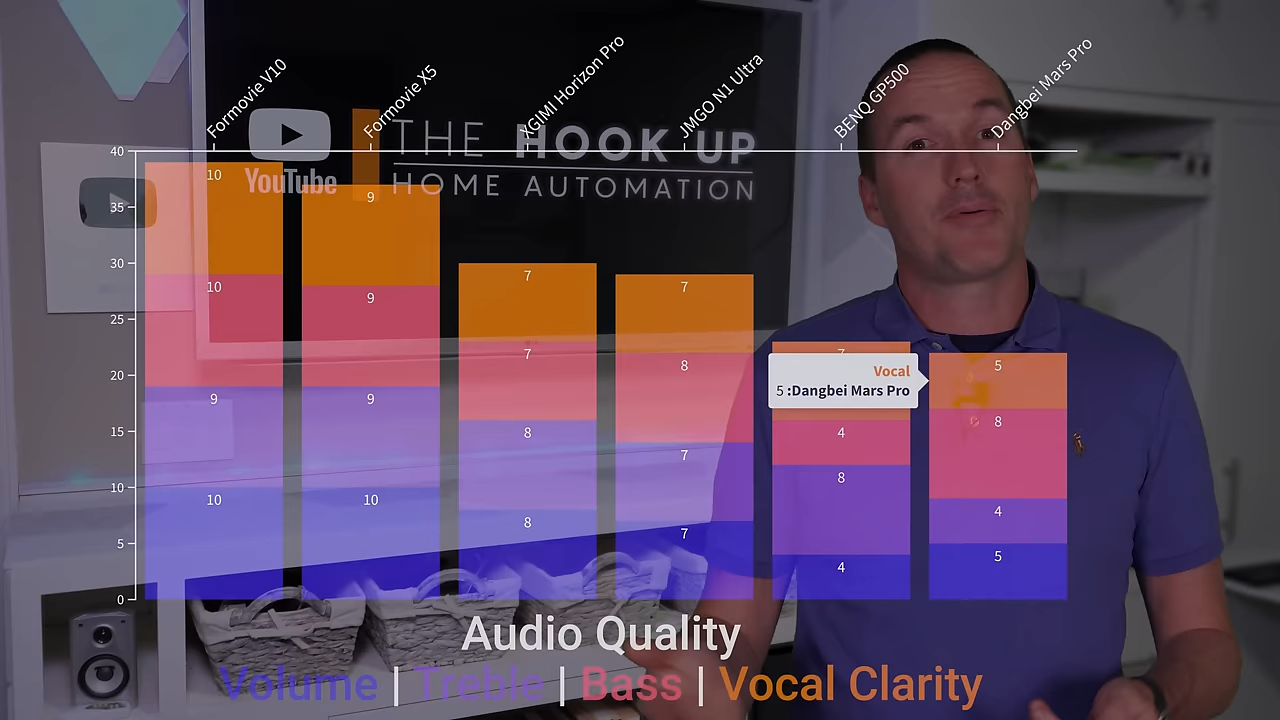 Formovie V10
Formovie X5
XGIMI Horizon Pro
JMGO N1 Ultra
BENQ GP500
Dangbei Mars Pro
YouTube
THE HOOK UP
HOME AUTOMATION
40
35
30
25
20
15
10
5
0
10
10
9
10
9
9
9
10
7
7
8
8
7
8
7
7
7
4
8
4
5
8
4
5
Vocal
5 :Dangbei Mars Pro
Audio Quality
Volume | Treble | Bass | Vocal Clarity